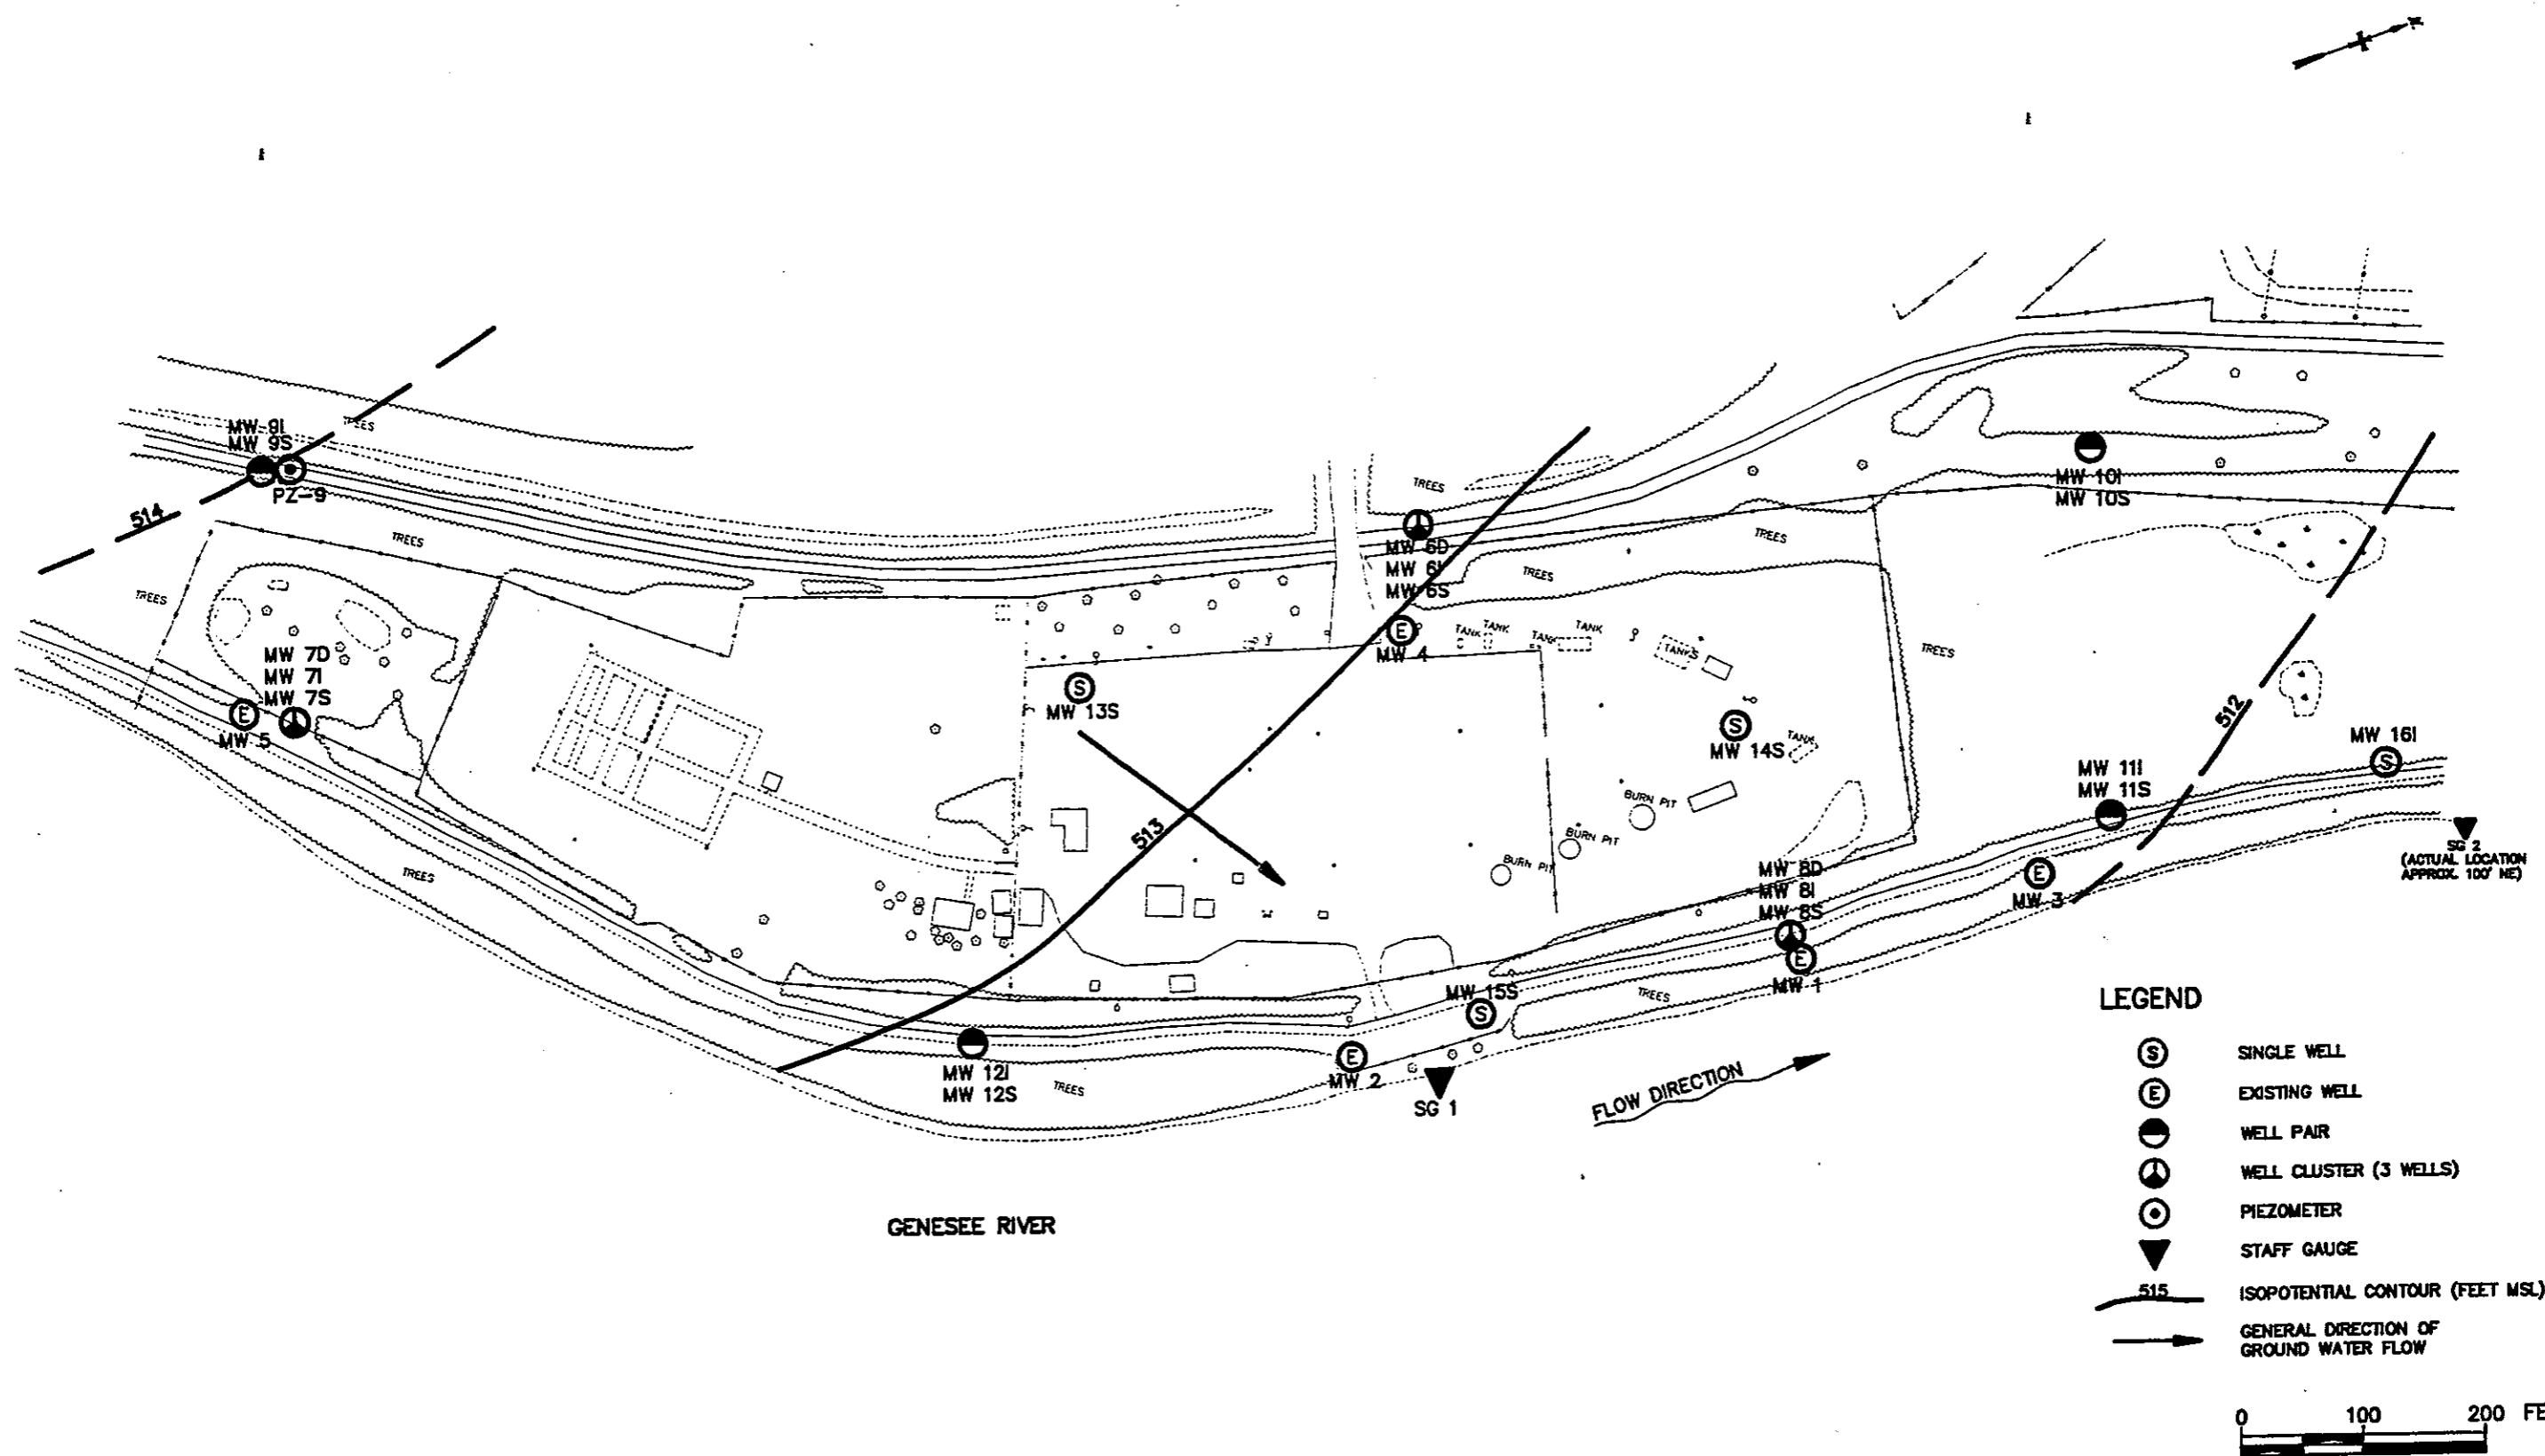 MW 9I
MW 9S
PZ-9
514
TREES
TREES
TREES
MW 7D
MW 7I
MW 7S
MW 5
TREES
TREES
MW 6D
MW 6I
MW 6S
MW 4
TREES
TREES
TANK
TANK
TANK
TANK
TANKS
MW 10I
MW 10S
TREES
MW 13S
513
MW 14S
TANK
BURN PIT
BURN PIT
BURN PIT
512
MW 16I
MW 11I
MW 11S
SG 2
(ACTUAL LOCATION
APPROX. 100' NE)
MW 8D
MW 8I
MW 8S
MW 1
MW 3
MW 15S
TREES
MW 12I
MW 12S
TREES
MW 2
SG 1
FLOW DIRECTION
GENESEE RIVER
LEGEND
S SINGLE WELL
E EXISTING WELL
WELL PAIR
WELL CLUSTER (3 WELLS)
PIEZOMETER
STAFF GAUGE
515 ISOPOTENTIAL CONTOUR (FEET MSL)
GENERAL DIRECTION OF
GROUND WATER FLOW
0 100 200 FE